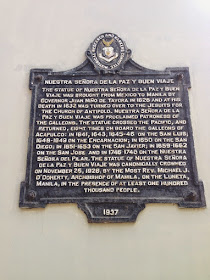 NUESTRA SEÑORA DE LA PAZ Y BUEN VIAJE
THE STATUE OF NUESTRA SEÑORA DE LA PAZ Y BUEN
VIAJE WAS BROUGHT FROM MEXICO TO MANILA BY
GOVERNOR JUAN NIÑO DE TAVORA IN 1626 AND AT HIS
DEATH IN 1632 WAS TURNED OVER TO THE JESUITS FOR
THE CHURCH OF ANTIPOLO. NUESTRA SEÑORA DE LA
PAZ Y BUEN VIAJE WAS PROCLAIMED PATRONESS OF
THE GALLEONS. THE STATUE CROSSED THE PACIFIC, AND
RETURNED, EIGHT TIMES ON BOARD THE GALLEONS OF
ACAPULCO: IN 1641, 1643, 1645-46 ON THE SAN LUIS;
1648-1649 ON THE ENCARNACION; IN 1650 ON THE SAN
DIEGO; IN 1651-1653 ON THE SAN JAVIER; IN 1659-1662
ON THE SAN JOSE; AND IN 1746-1748 ON THE NUESTRA
SEÑORA DEL PILAR. THE STATUE OF NUESTRA SEÑORA
DE LA PAZ Y BUEN VIAJE WAS CANONICALLY CROWNED
ON NOVEMBER 28, 1926, BY THE MOST REV. MICHAEL J.
O'DOHERTY, ARCHBISHOP OF MANILA, ON THE LUNETA,
MANILA, IN THE PRESENCE OF AT LEAST ONE HUNDRED
THOUSAND PEOPLE.
1937